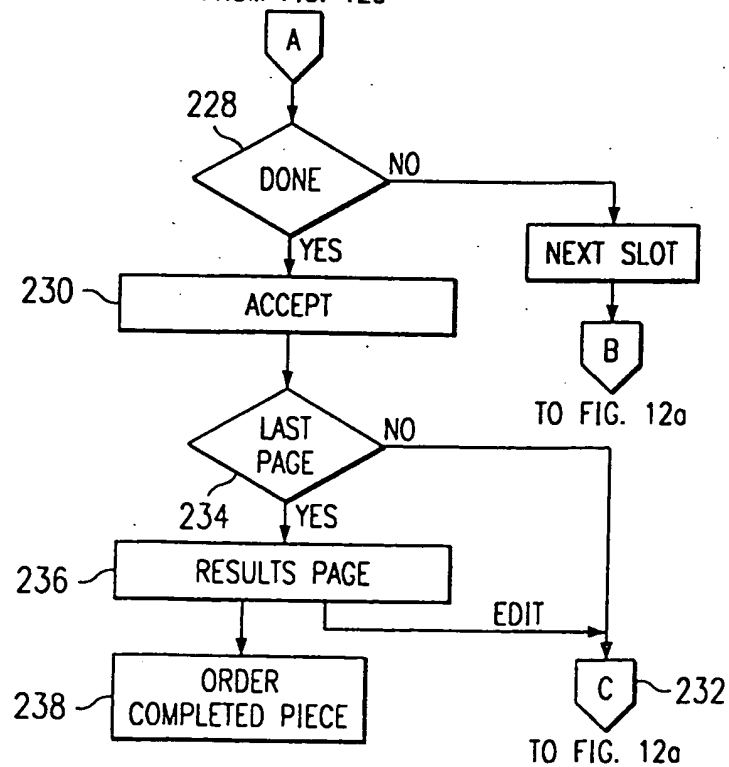 A
228
DONE
NO
YES
NEXT SLOT
230
ACCEPT
B
TO FIG. 12a
LAST
PAGE
NO
234
YES
236
RESULTS PAGE
EDIT
238
ORDER
COMPLETED PIECE
C
232
TO FIG. 12a